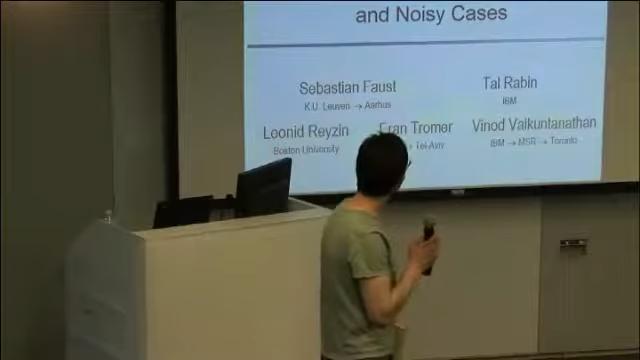 and Noisy Cases
Sebastian Faust
Tal Rabin
K.U. Leuven → Aarhus
IBM
Leonid Reyzin
Eran Tromer
Vinod Vaikuntanathan
Boston University
→ Tel-Aviv
IBM → MSR → Toronto